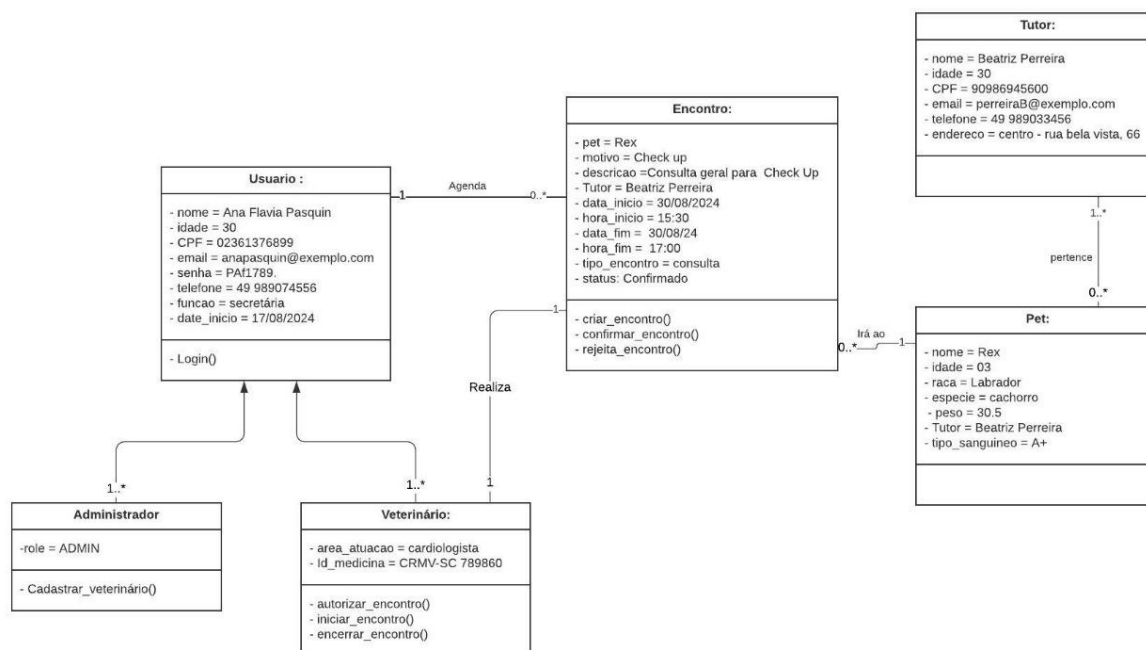 Tutor:
- nome = Beatriz Perreira
- idade = 30
- CPF = 90986945600
- email = perreiraB@exemplo.com
- telefone = 49 989033456
- endereco = centro - rua bela vista, 66
Encontro:
- pet = Rex
- motivo = Check up
- descricao =Consulta geral para Check Up
- Tutor = Beatriz Perreira
- data_inicio = 30/08/2024
- hora_inicio = 15:30
- data_fim = 30/08/24
- hora_fim = 17:00
- tipo_encontro = consulta
- status: Confirmado
- criar_encontro()
- confirmar_encontro()
- rejeita_encontro()
Usuario :
- nome = Ana Flavia Pasquin
- idade = 30
- CPF = 02361376899
- email = anapasquin@exemplo.com
- senha = PAf1789.
- telefone = 49 989074556
- funcao = secretária
- date_inicio = 17/08/2024
- Login()
1
Agenda
0..*
1..*
pertence
0..*
Pet:
- nome = Rex
- idade = 03
- raca = Labrador
- especie = cachorro
- peso = 30.5
- Tutor = Beatriz Perreira
- tipo_sanguineo = A+
0..*
Irá ao
1
1
Realiza
1
1..*
1..*
Administrador
-role = ADMIN
- Cadastrar_veterinário()
Veterinário:
- area_atuacao = cardiologista
- Id_medicina = CRMV-SC 789860
- autorizar_encontro()
- iniciar_encontro()
- encerrar_encontro()